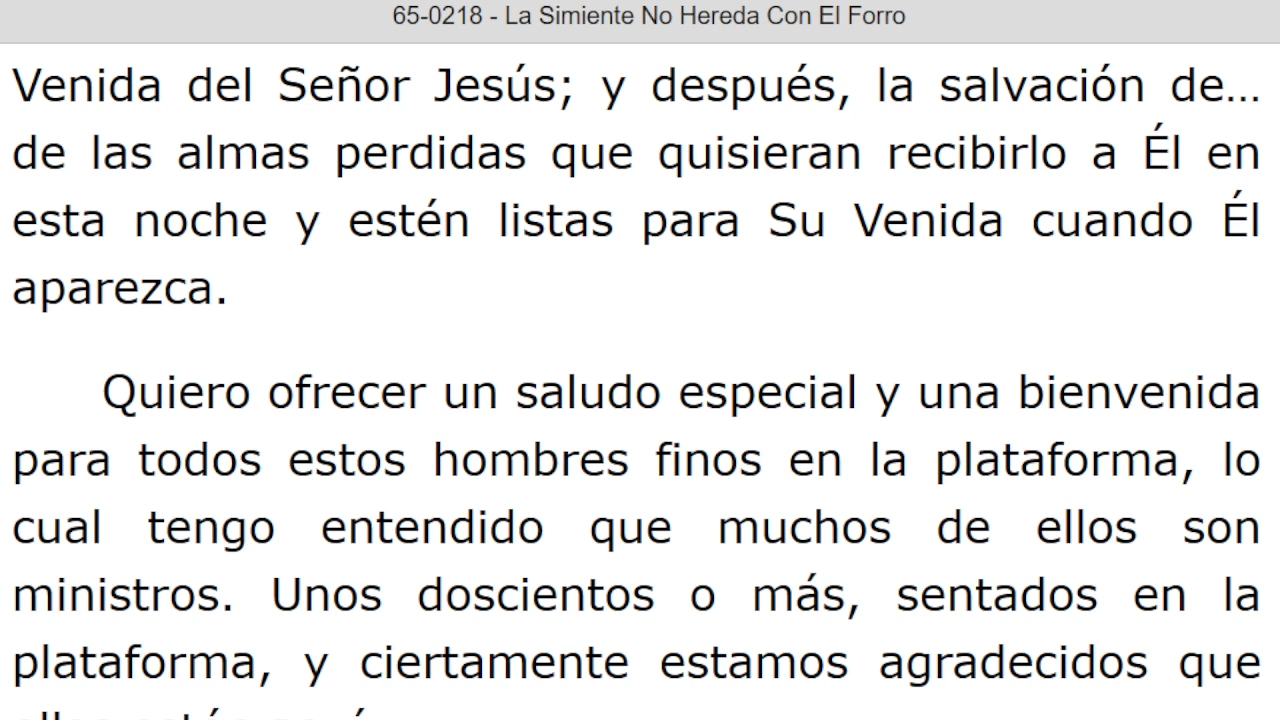 65-0218 - La Simiente No Hereda Con El Forro
Venida del Señor Jesús; y después, la salvación de...
de las almas perdidas que quisieran recibirlo a Él en
esta noche y estén listas para Su Venida cuando Él
aparezca.
Quiero ofrecer un saludo especial y una bienvenida
para todos estos hombres finos en la plataforma, lo
cual tengo entendido que muchos de ellos son
ministros. Unos doscientos o más, sentados en la
plataforma, y ciertamente estamos agradecidos que